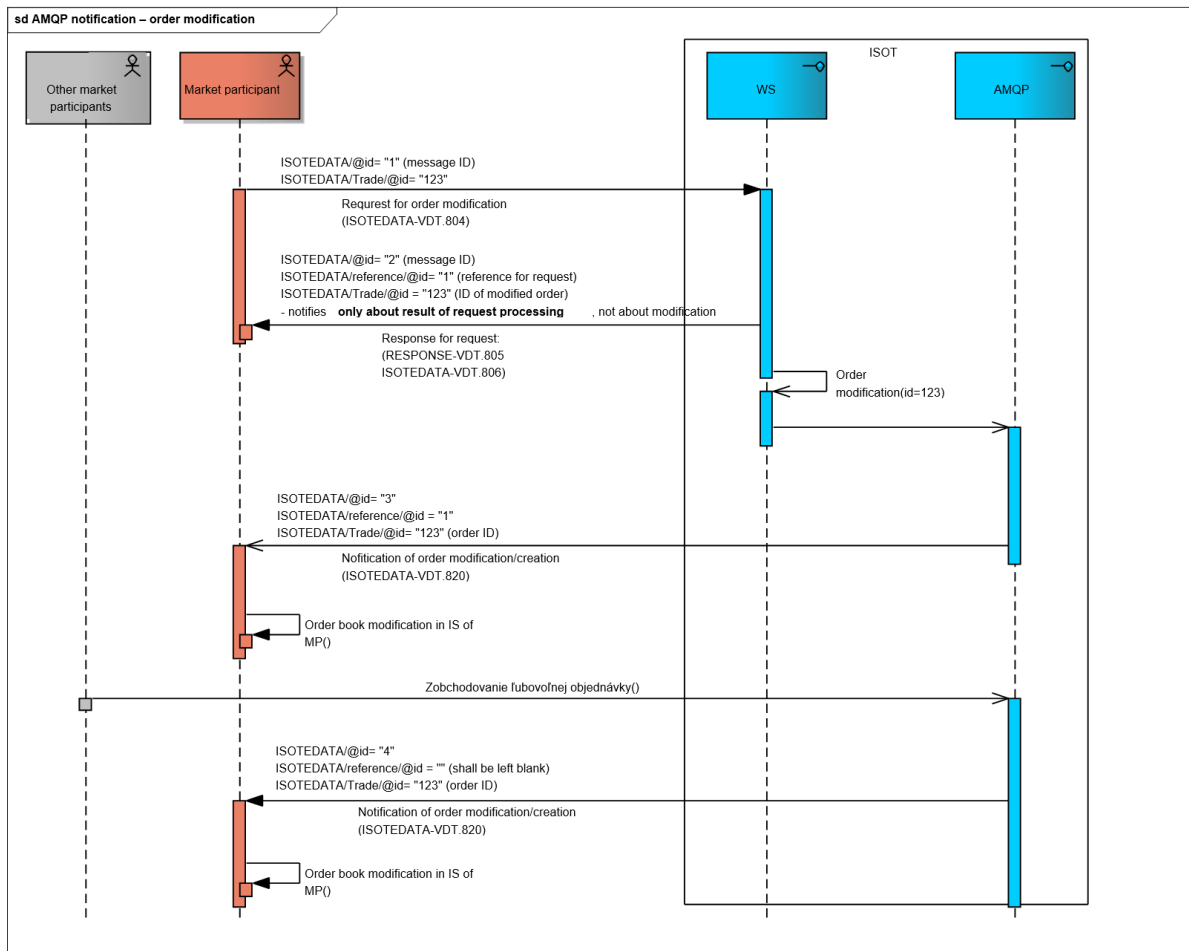 sd AMQP notification – order modification
ISOT
Other market
participants
Market participant
WS
AMQP
ISOTEDATA/@id= "1" (message ID)
ISOTEDATA/Trade/@id= "123"
Requrest for order modification
(ISOTEDATA-VDT.804)
ISOTEDATA/@id= "2" (message ID)
ISOTEDATA/reference/@id= "1" (reference for request)
ISOTEDATA/Trade/@id = "123" (ID of modified order)
- notifies only about result of request processing , not about modification
Response for request:
(RESPONSE-VDT.805
ISOTEDATA-VDT.806)
Order
modification(id=123)
ISOTEDATA/@id= "3"
ISOTEDATA/reference/@id = "1"
ISOTEDATA/Trade/@id= "123" (order ID)
Nofitication of order modification/creation
(ISOTEDATA-VDT.820)
Order book modification in IS of
MP()
Zobchodovanie ľubovoľnej objednávky()
ISOTEDATA/@id= "4"
ISOTEDATA/reference/@id = "" (shall be left blank)
ISOTEDATA/Trade/@id= "123" (order ID)
Notification of order modification/creation
(ISOTEDATA-VDT.820)
Order book modification in IS of
MP()